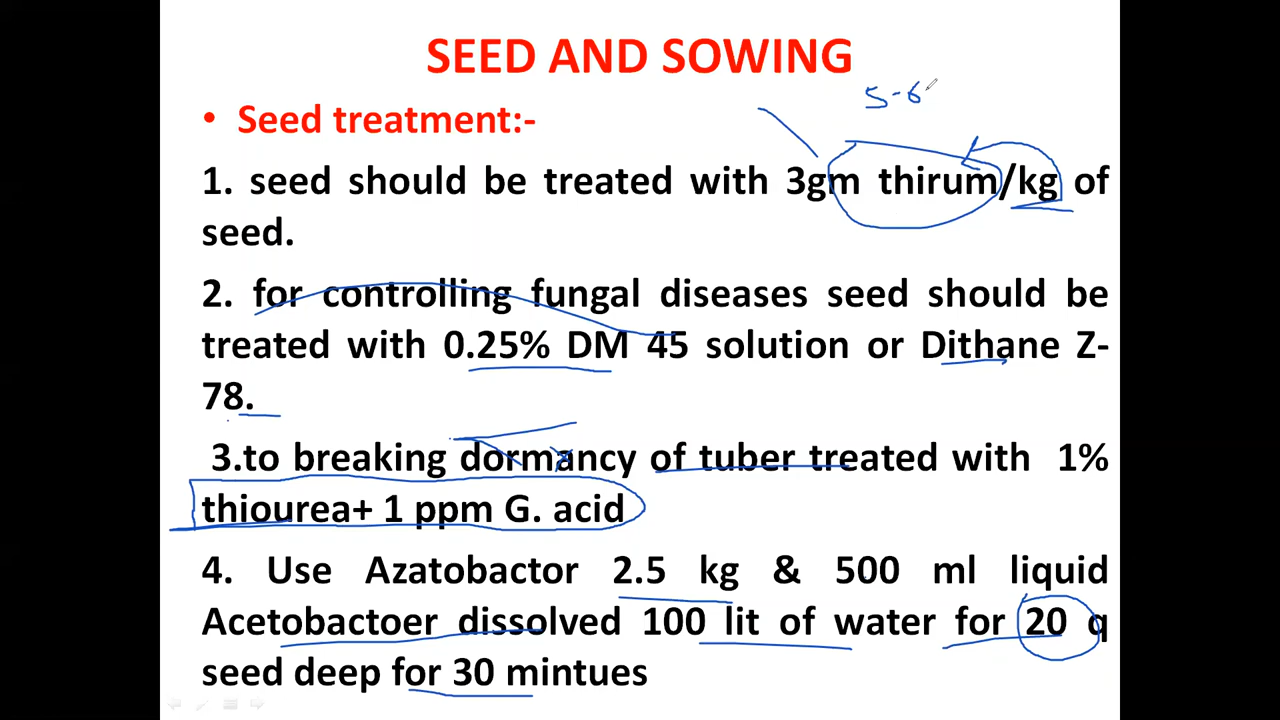 SEED AND SOWING
5-6
• Seed treatment:-
1. seed should be treated with 3gm thirum/kg of
seed.
2. for controlling fungal diseases seed should be
treated with 0.25% DM 45 solution or Dithane Z-
78.
3.to breaking dormancy of tuber treated with 1%
thiourea+ 1 ppm G. acid
4. Use Azatobactor 2.5 kg & 500 ml liquid
Acetobactoer dissolved 100 lit of water for 20 q
seed deep for 30 mintues